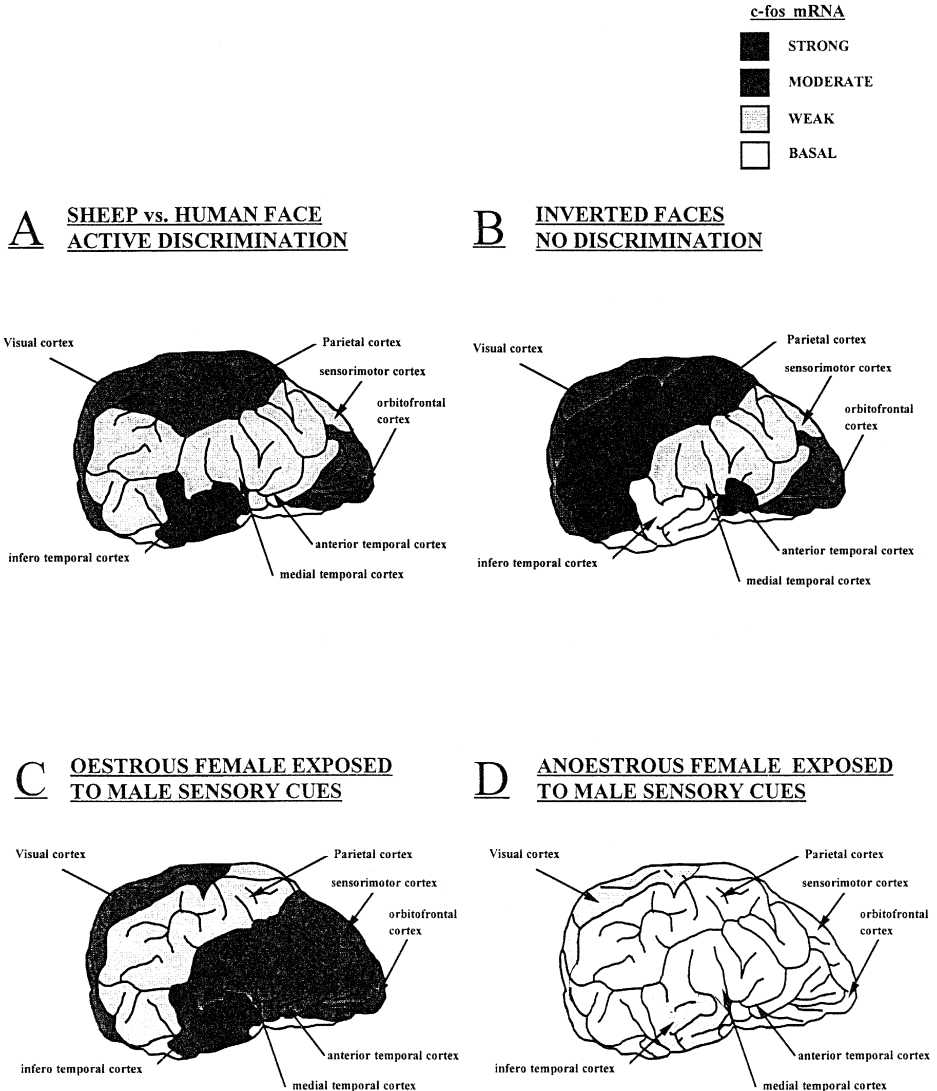 c-fos mRNA
STRONG
MODERATE
WEAK
BASAL
A
SHEEP vs. HUMAN FACE
ACTIVE DISCRIMINATION
Visual cortex
Parietal cortex
sensorimotor cortex
orbitofrontal
cortex
infero temporal cortex
anterior temporal cortex
medial temporal cortex
B
INVERTED FACES
NO DISCRIMINATION
Visual cortex
Parietal cortex
sensorimotor cortex
orbitofrontal
cortex
infero temporal cortex
anterior temporal cortex
medial temporal cortex
C
OESTROUS FEMALE EXPOSED
TO MALE SENSORY CUES
Visual cortex
Parietal cortex
sensorimotor cortex
orbitofrontal
cortex
infero temporal cortex
anterior temporal cortex
medial temporal cortex
D
ANOESTROUS FEMALE EXPOSED
TO MALE SENSORY CUES
Visual cortex
Parietal cortex
sensorimotor cortex
orbitofrontal
cortex
infero temporal cortex
anterior temporal cortex
medial temporal cortex